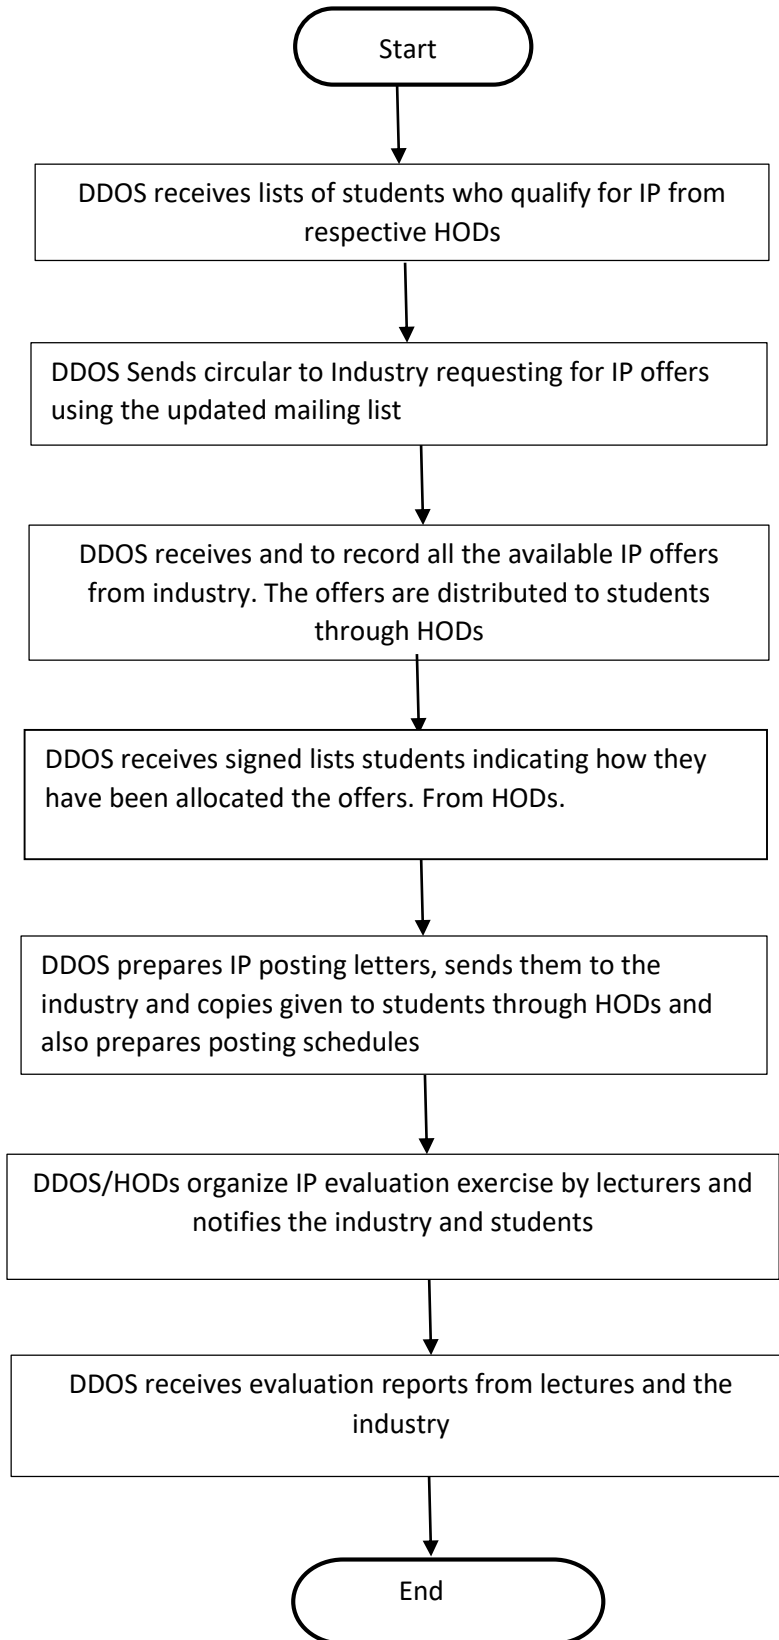 Start
DDOS receives lists of students who qualify for IP from
respective HODs
DDOS Sends circular to Industry requesting for IP offers
using the updated mailing list
DDOS receives and to record all the available IP offers
from industry. The offers are distributed to students
through HODs
DDOS receives signed lists students indicating how they
have been allocated the offers. From HODs.
DDOS prepares IP posting letters, sends them to the
industry and copies given to students through HODs and
also prepares posting schedules
DDOS/HODs organize IP evaluation exercise by lecturers and
notifies the industry and students
DDOS receives evaluation reports from lectures and the
industry
End